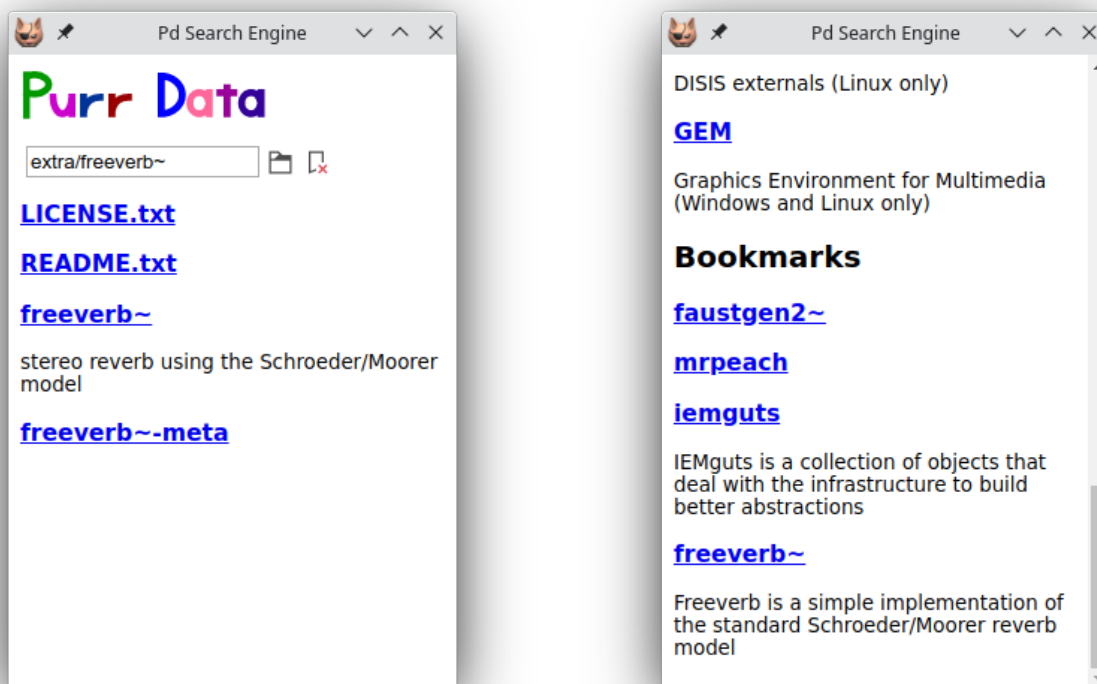 Pd Search Engine
Purr Data
extra/freeverb~
LICENSE.txt
README.txt
freeverb~
stereo reverb using the Schroeder/Moorer
model
freeverb~-meta
Pd Search Engine
DISIS externals (Linux only)
GEM
Graphics Environment for Multimedia
(Windows and Linux only)
Bookmarks
faustgen2~
mrpeach
iemguts
IEMguts is a collection of objects that
deal with the infrastructure to build
better abstractions
freeverb~
Freeverb is a simple implementation of
the standard Schroeder/Moorer reverb
model